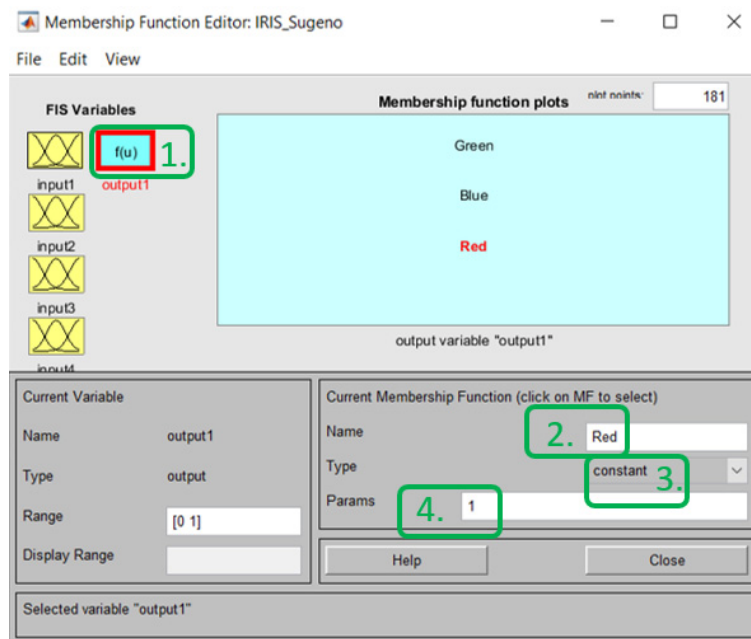 Membership Function Editor: IRIS_Sugeno
File Edit View
FIS Variables
f(u)
1.
input1 output1
input2
input3
input4
Membership function plots
plot points: 181
Green
Blue
Red
output variable "output1"
Current Variable
Name output1
Type output
Range [0 1]
Display Range
Current Membership Function (click on MF to select)
Name 2. Red
Type constant 3.
Params 4. 1
Help Close
Selected variable "output1"